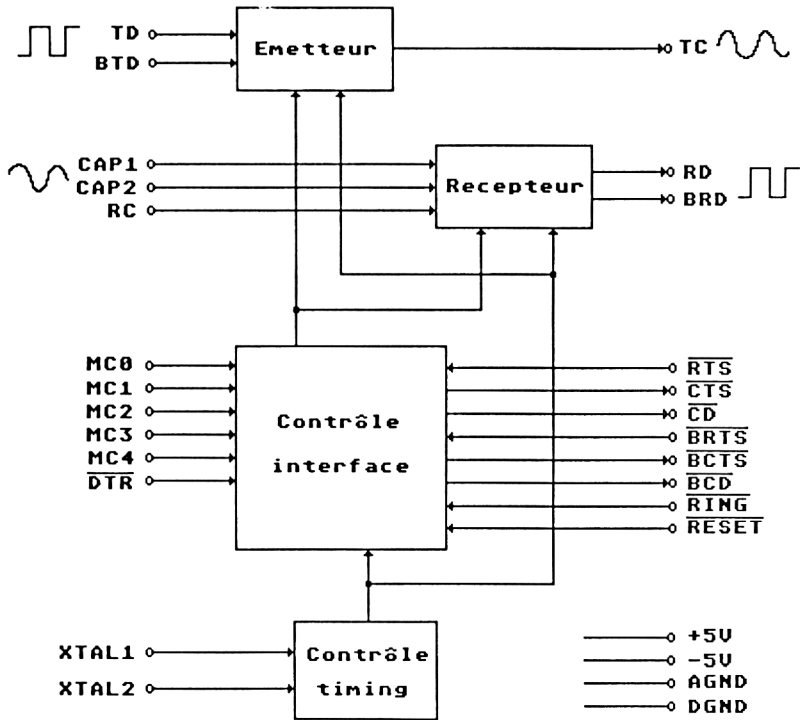 TD
BTD
Emetteur
TC
CAP1
CAP2
RC
Recepteur
RD
BRD
MC0
MC1
MC2
MC3
MC4
DTR
Contrôle
interface
RTS
CTS
CD
BRTS
BCTS
BCD
RING
RESET
XTAL1
XTAL2
Contrôle
timing
+5V
-5V
AGND
DGND